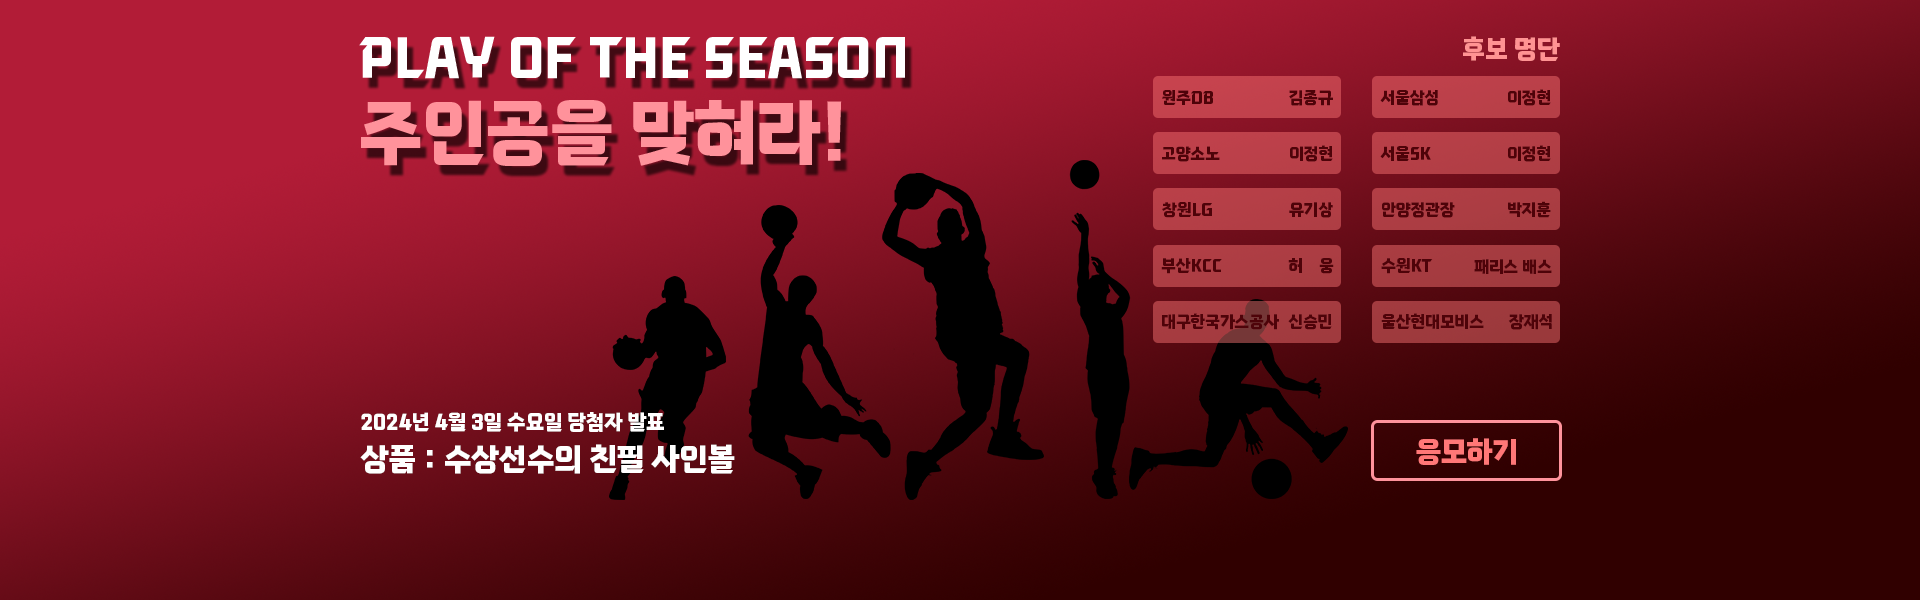 PLAY OF THE SEASON
주인공을 맞혀라!
후보 명단
원주DB 김종규
서울삼성 이정현
고양소노 이정현
서울SK 이정현
창원LG 유기상
안양정관장 박지훈
부산KCC 허 웅
수원KT 패리스 배스
대구한국가스공사 신승민
울산현대모비스 장재석
2024년 4월 3일 수요일 당첨자 발표
상품 : 수상선수의 친필 사인볼
응모하기